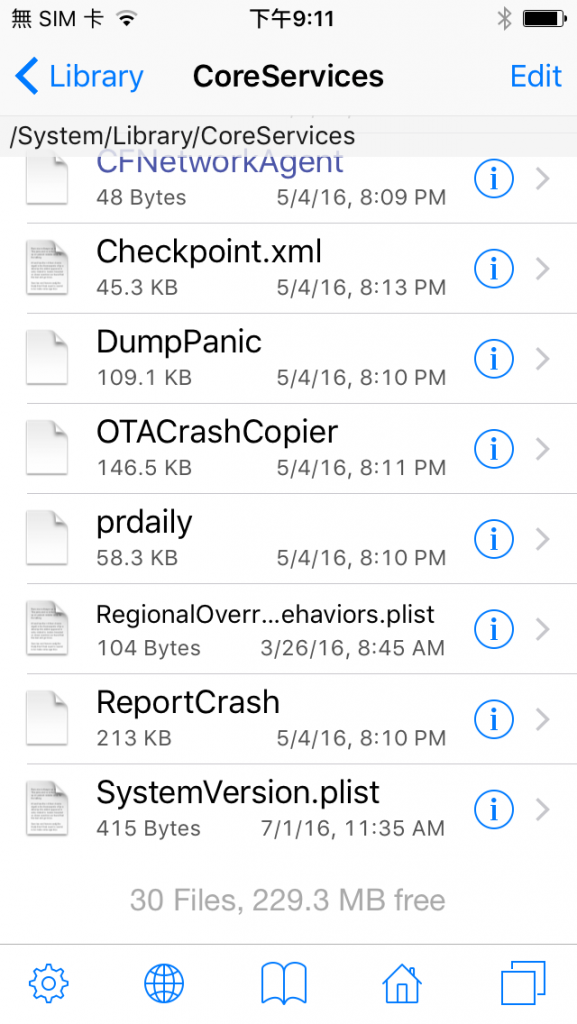 無 SIM 卡 下午9:11
Library CoreServices Edit
/System/Library/CoreServices
CFNetworkAgent
48 Bytes 5/4/16, 8:09 PM
Checkpoint.xml
45.3 KB 5/4/16, 8:13 PM
DumpPanic
109.1 KB 5/4/16, 8:10 PM
OTACrashCopier
146.5 KB 5/4/16, 8:11 PM
prdaily
58.3 KB 5/4/16, 8:10 PM
RegionalOverr...ehaviors.plist
104 Bytes 3/26/16, 8:45 AM
ReportCrash
213 KB 5/4/16, 8:10 PM
SystemVersion.plist
415 Bytes 7/1/16, 11:35 AM
30 Files, 229.3 MB free